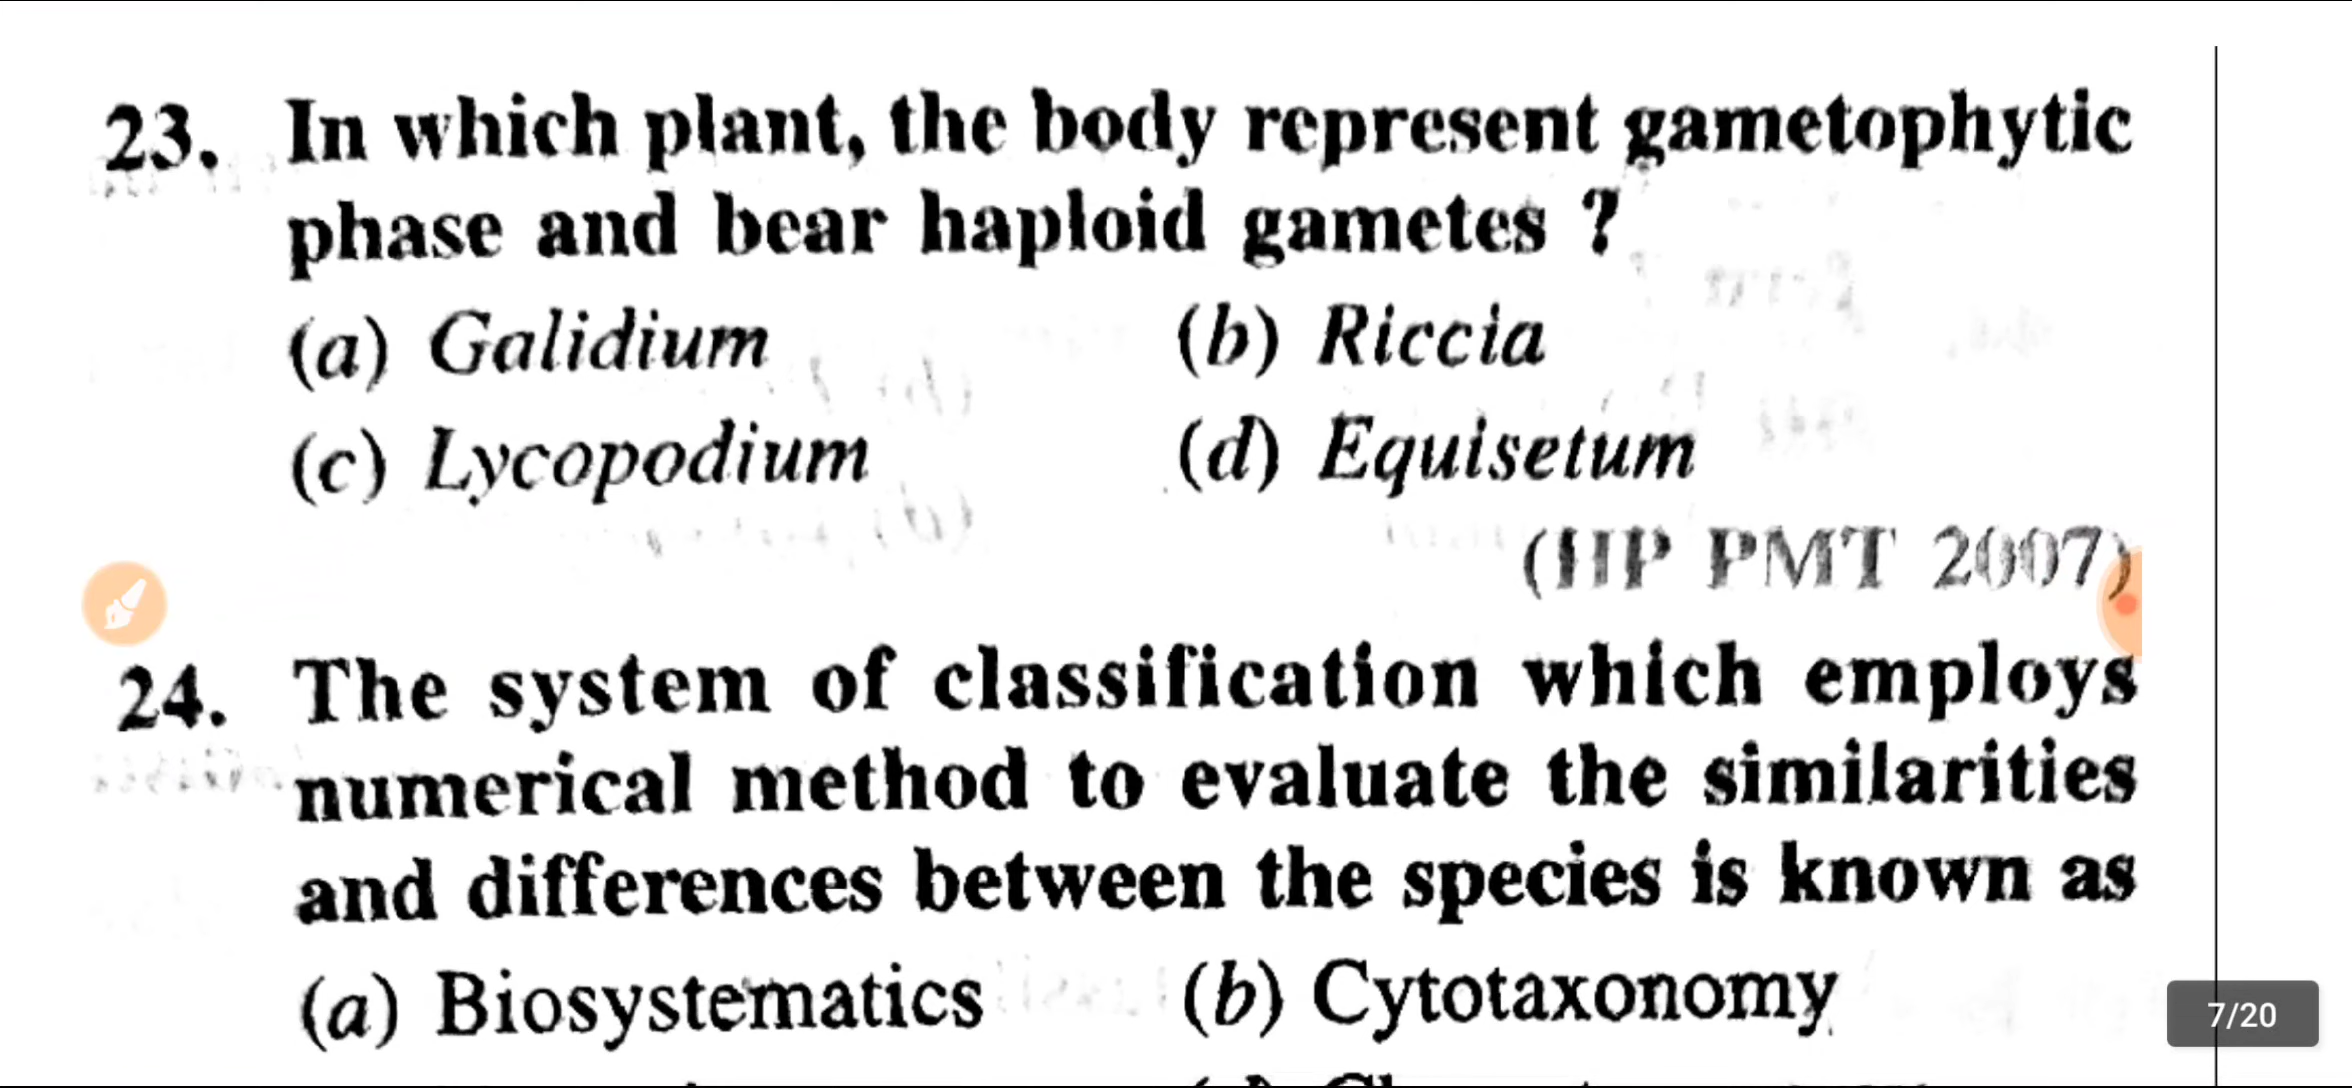 23. In which plant, the body represent gametophytic
phase and bear haploid gametes ?
(a) Galidium (b) Riccia
(c) Lycopodium (d) Equisetum
(HP PMT 2007)
24. The system of classification which employs
numerical method to evaluate the similarities
and differences between the species is known as
(a) Biosystematics (b) Cytotaxonomy
7/20